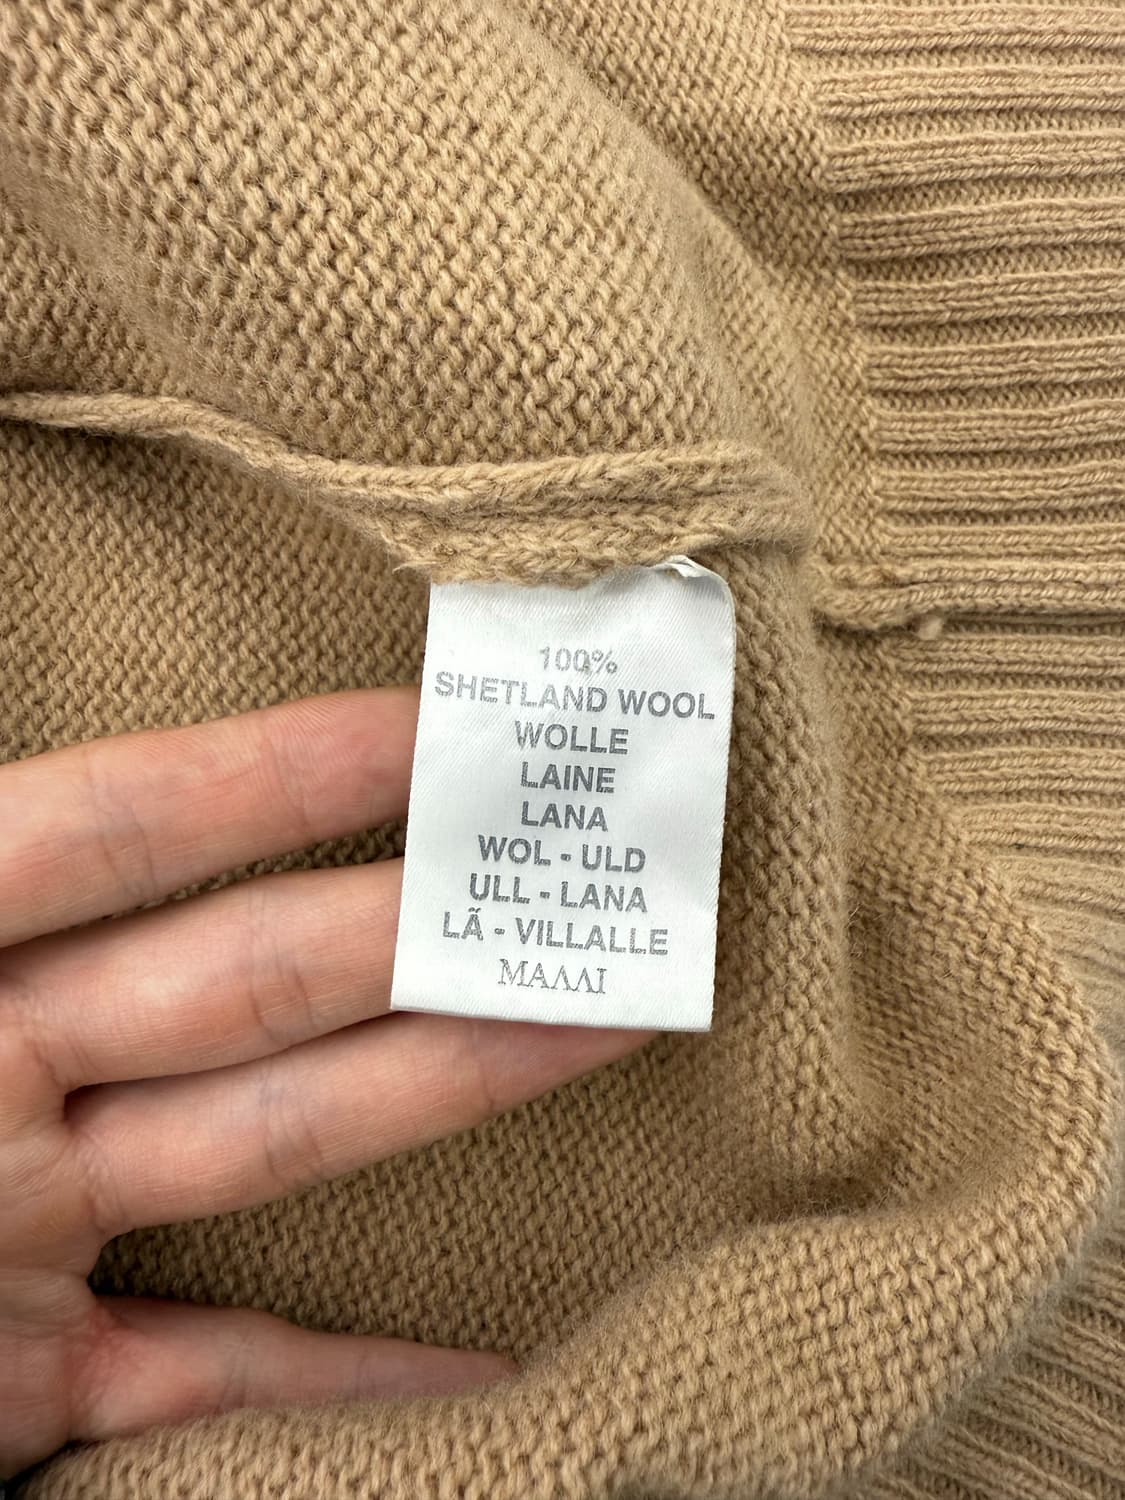 100%
SHETLAND WOOL
WOLLE
LAINE
LANA
WOL - ULD
ULL - LANA
LÃ - VILLALLE
ΜΑΛΛΙ